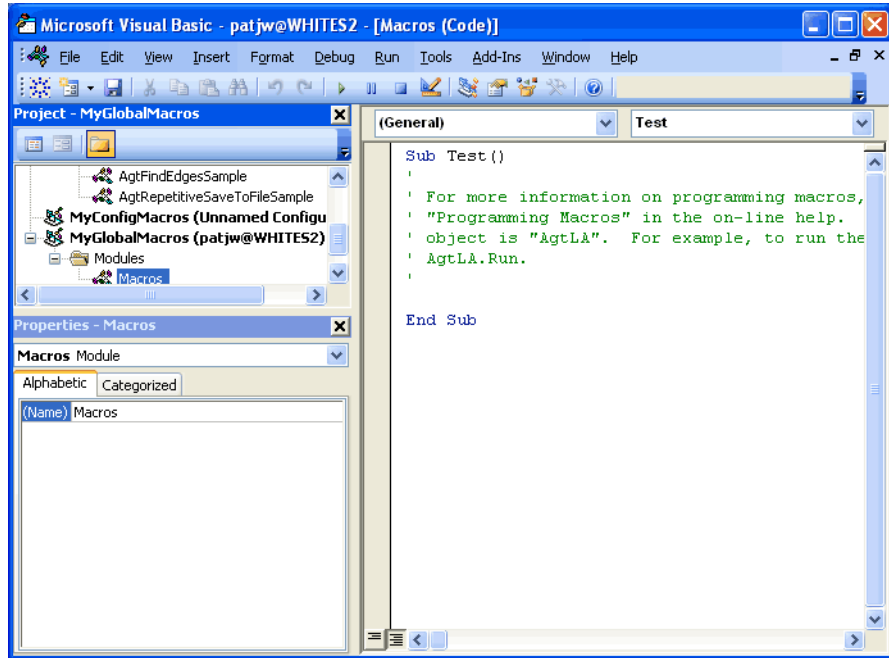 Microsoft Visual Basic - patjw@WHITES2 - [Macros (Code)]
File Edit View Insert Format Debug Run Tools Add-Ins Window Help
Project - MyGlobalMacros
AgtFindEdgesSample
AgtRepetitiveSaveToFileSample
MyConfigMacros (Unnamed Configu
MyGlobalMacros (patjw@WHITES2)
Modules
Macros
Properties - Macros
Macros Module
Alphabetic Categorized
(Name) Macros
(General) Test
Sub Test()
'
' For more information on programming macros,
' "Programming Macros" in the on-line help.
' object is "AgtLA". For example, to run the
' AgtLA.Run.
'
End Sub